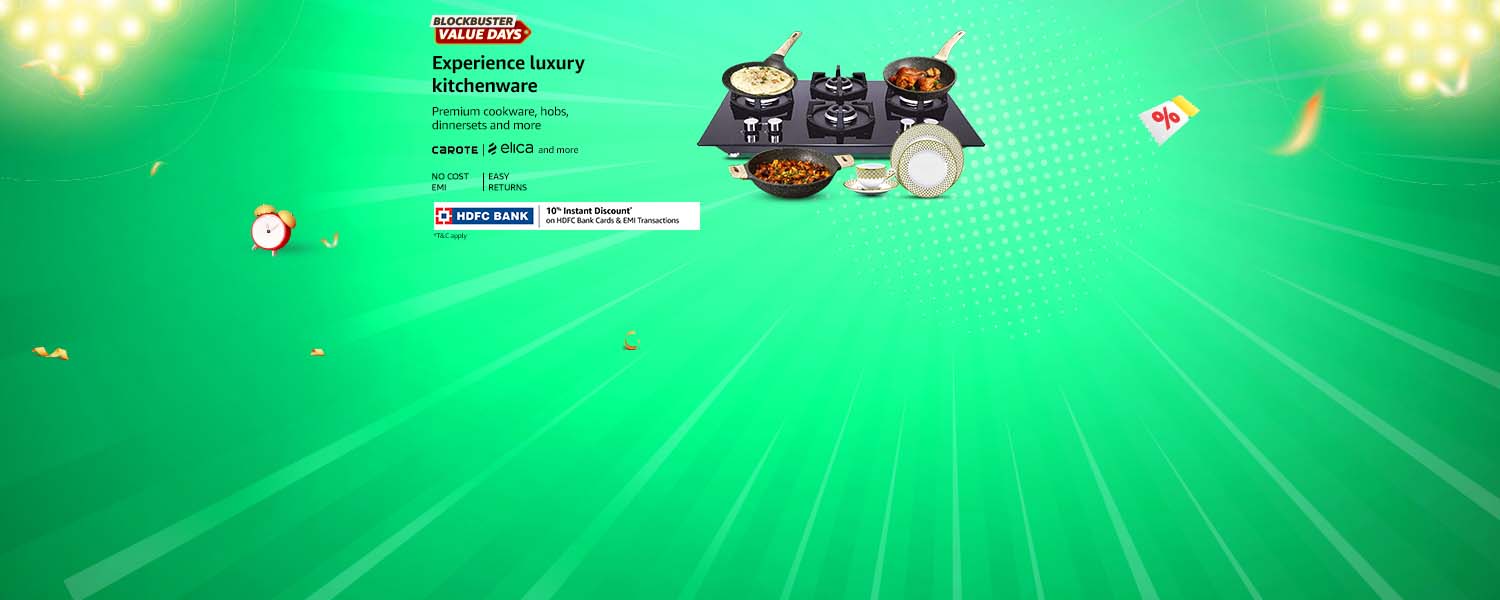 BLOCKBUSTER
VALUE DAYS
Experience luxury
kitchenware
Premium cookware, hobs,
dinnersets and more
CAROTE | elica and more
NO COST
EMI
EASY
RETURNS
HDFC BANK
10% Instant Discount*
on HDFC Bank Cards & EMI Transactions
*T&C apply
%